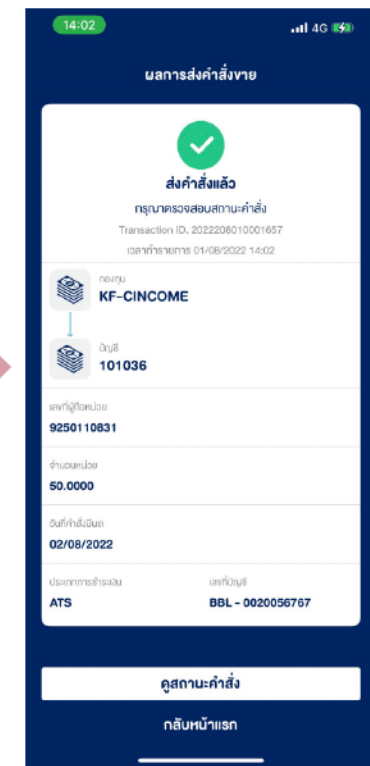 14:02
4G
ผลการส่งคำสั่งขาย
ส่งคำสั่งแล้ว
กรุณาตรวจสอบสถานะคำสั่ง
Transaction ID. 2022208010001657
เวลาทำรายการ 01/08/2022 14:02
กองทุน
KF-CINCOME
บัญชี
101036
เลขที่ผู้ถือหน่วย
9250110831
จำนวนหน่วย
50.0000
วันที่คำสั่งมีผล
02/08/2022
ประเภทการชำระเงิน เลขที่บัญชี
ATS BBL - 0020056767
ดูสถานะคำสั่ง
กลับหน้าแรก